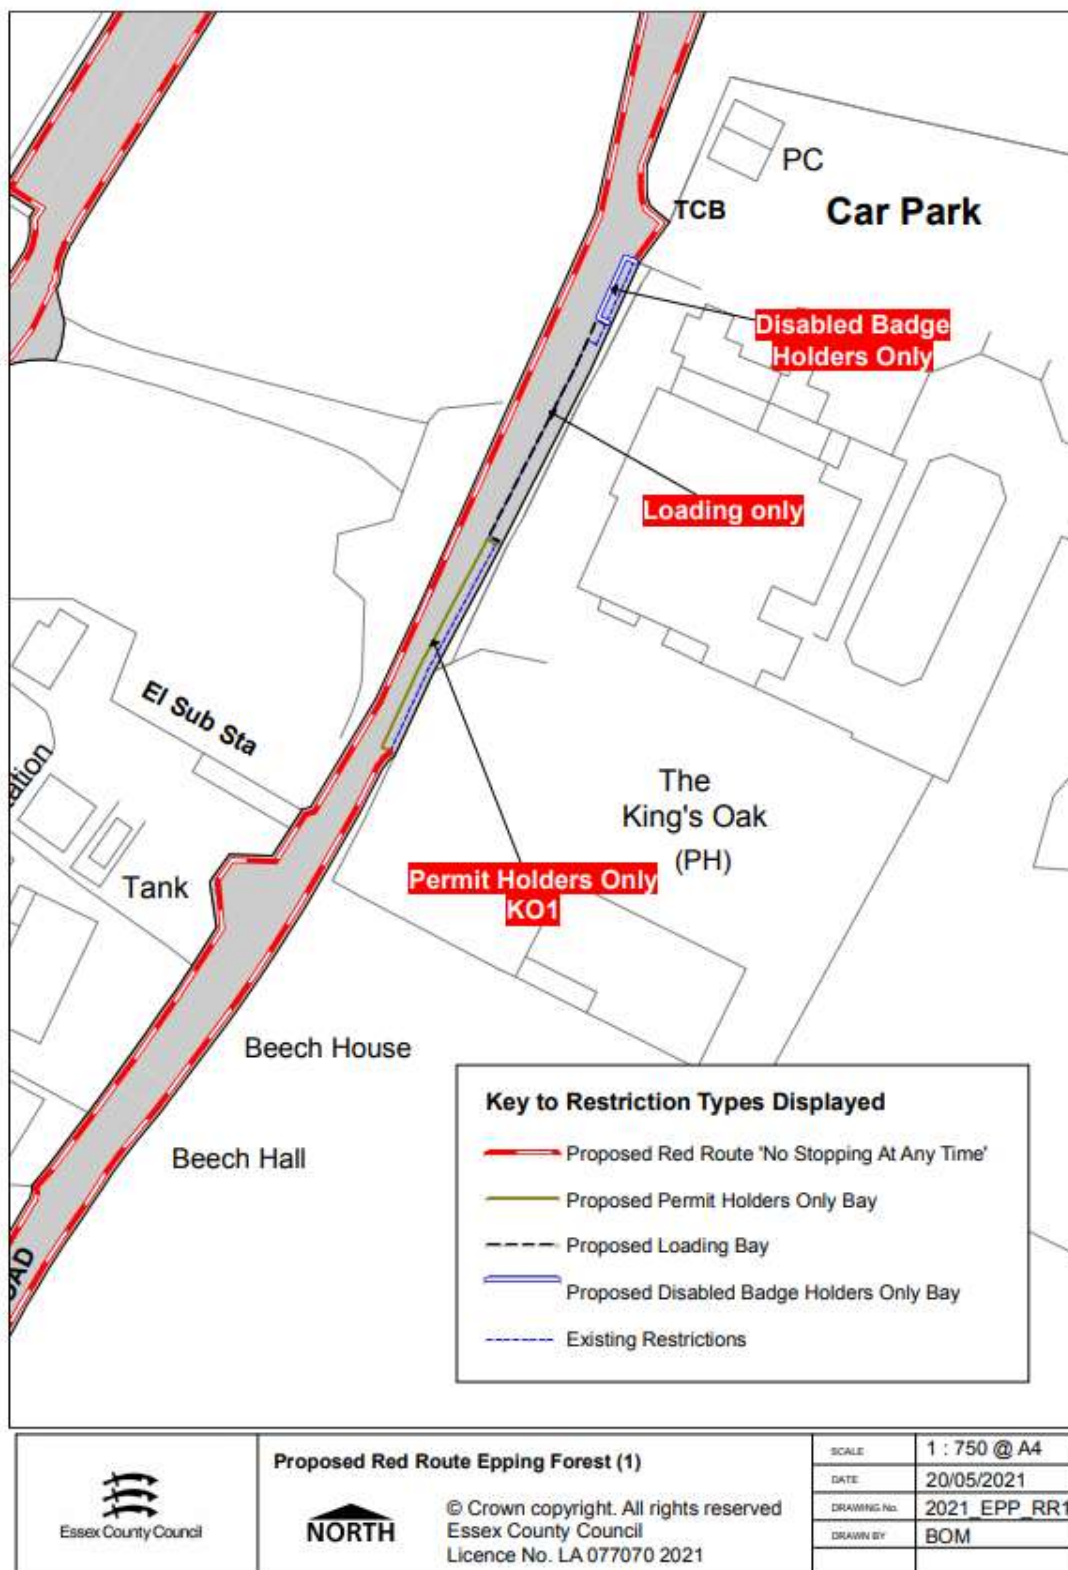 PC
Car Park
TCB
Disabled Badge
Holders Only
Loading only
El Sub Sta
The
King's Oak
(PH)
Permit Holders Only
KO1
Tank
Beech House
Beech Hall
Key to Restriction Types Displayed
Proposed Red Route 'No Stopping At Any Time'
Proposed Permit Holders Only Bay
Proposed Loading Bay
Proposed Disabled Badge Holders Only Bay
Existing Restrictions
Essex County Council
Proposed Red Route Epping Forest (1)
NORTH
© Crown copyright. All rights reserved
Essex County Council
Licence No. LA 077070 2021
SCALE 1 : 750 @ A4
DATE 20/05/2021
DRAWING No. 2021_EPP_RR1
DRAWN BY BOM